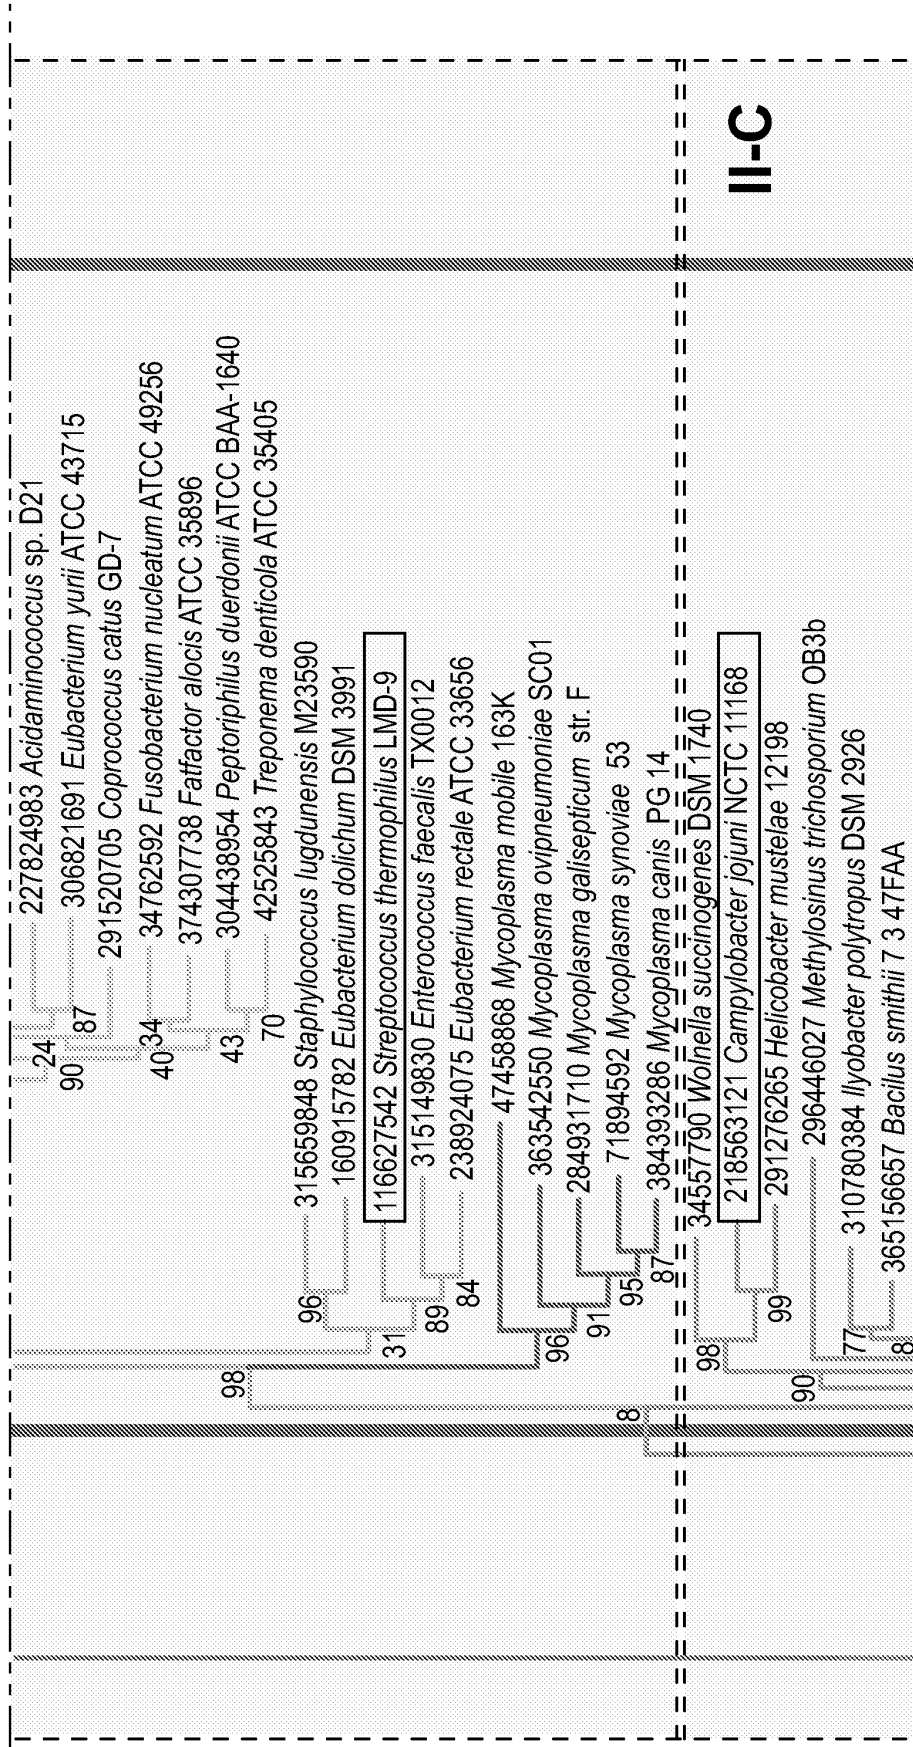 227824983 Acidaminococcus sp. D21
306821691 Eubacterium yurii ATCC 43715
291520705 Coprococcus catus GD-7
34762592 Fusobacterium nucleatum ATCC 49256
374307738 Fatfactor alocis ATCC 35896
304438954 Peptoriphilus duerdonii ATCC BAA-1640
42525843 Treponema denticola ATCC 35405
24
87
90
34
40
43
70
315659848 Staphylococcus lugdunensis M23590
160915782 Eubacterium dolichum DSM 3991
116627542 Streptococcus thermophilus LMD-9
315149830 Enterococcus faecalis TX0012
238924075 Eubacterium rectale ATCC 33656
96
31
89
84
47458868 Mycoplasma mobile 163K
363542550 Mycoplasma ovipneumoniae SC01
284931710 Mycoplasma galisepticum str. F
71894592 Mycoplasma synoviae 53
384393286 Mycoplasma canis PG 14
98
96
91
95
87
8
34557790 Wolnella succinogenes DSM 1740
218563121 Campylobacter jojuni NCTC 11168
291276265 Helicobacter mustelae 12198
296446027 Methylosinus trichosporium OB3b
310780384 Ilyobacter polytropus DSM 2926
365156657 Bacilus smithii 7 3 47FAA
98
99
90
77
8
II-C